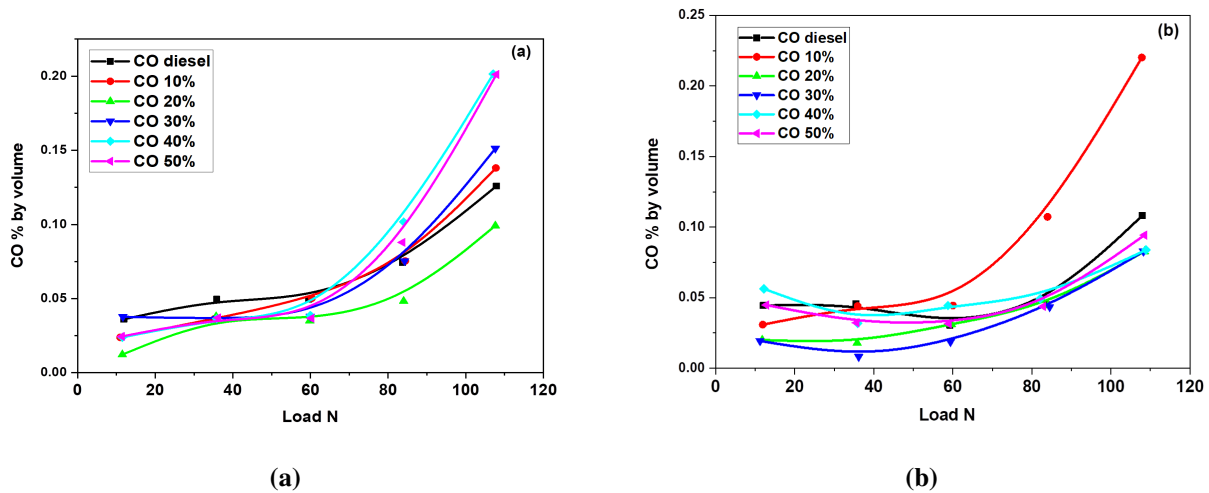 (a)
CO diesel
CO 10%
CO 20%
CO 30%
CO 40%
CO 50%
0.20
0.15
0.10
0.05
0.00
CO % by volume
0 20 40 60 80 100 120
Load N
(a)
(b)
CO diesel
CO 10%
CO 20%
CO 30%
CO 40%
CO 50%
0.25
0.20
0.15
0.10
0.05
0.00
CO % by volume
0 20 40 60 80 100 120
Load N
(b)